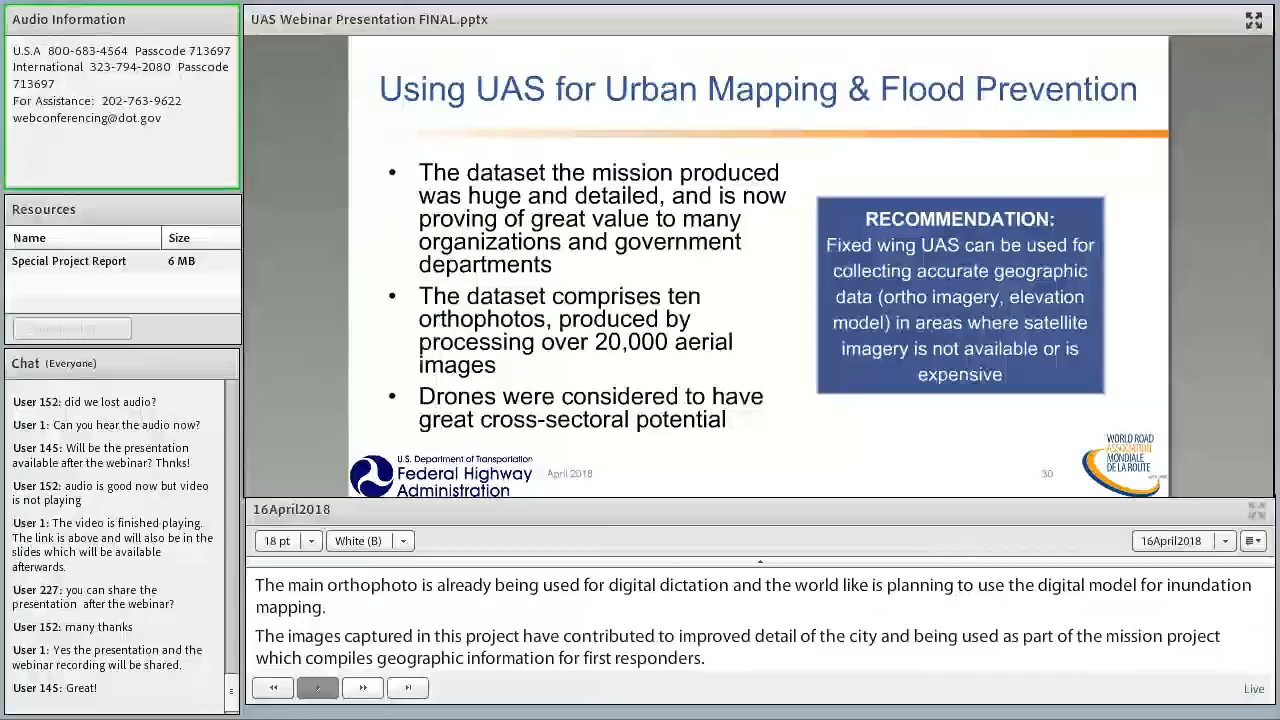 Audio Information
U.S.A 800-683-4564 Passcode 713697
International 323-794-2080 Passcode
713697
For Assistance: 202-763-9622
webconferencing@dot.gov
Resources
Name Size
Special Project Report 6 MB
Chat (Everyone)
User 152: did we lost audio?
User 1: Can you hear the audio now?
User 145: Will be the presentation
available after the webinar? Thnks!
User 152: audio is good now but video
is not playing
User 1: The video is finished playing.
The link is above and will also be in the
slides which will be available
afterwards.
User 227: you can share the
presentation after the webinar?
User 152: many thanks
User 1: Yes the presentation and the
webinar recording will be shared.
User 145: Great!
UAS Webinar Presentation FINAL.pptx
Using UAS for Urban Mapping & Flood Prevention
• The dataset the mission produced
was huge and detailed, and is now
proving of great value to many
organizations and government
departments
• The dataset comprises ten
orthophotos, produced by
processing over 20,000 aerial
images
• Drones were considered to have
great cross-sectoral potential
RECOMMENDATION:
Fixed wing UAS can be used for
collecting accurate geographic
data (ortho imagery, elevation
model) in areas where satellite
imagery is not available or is
expensive
U.S. Department of Transportation
Federal Highway
Administration
April 2018
30
WORLD ROAD
ASSOCIATION
MONDIALE
DE LA ROUTE
16April2018
18 pt White (B) 16April2018
The main orthophoto is already being used for digital dictation and the world like is planning to use the digital model for inundation
mapping.
The images captured in this project have contributed to improved detail of the city and being used as part of the mission project
which compiles geographic information for first responders.
Live